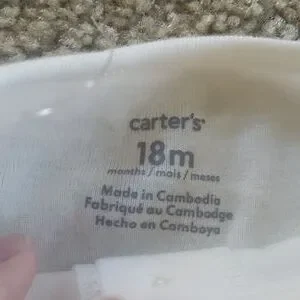 carter's
18m
months / mois / meses
Made in Cambodia
Fabriqué au Cambodge
Hecho en Camboya